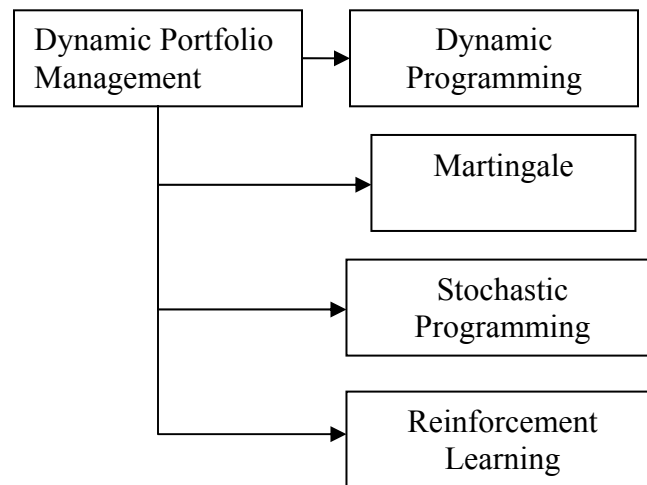 Dynamic Portfolio
Management
Dynamic
Programming
Martingale
Stochastic
Programming
Reinforcement
Learning